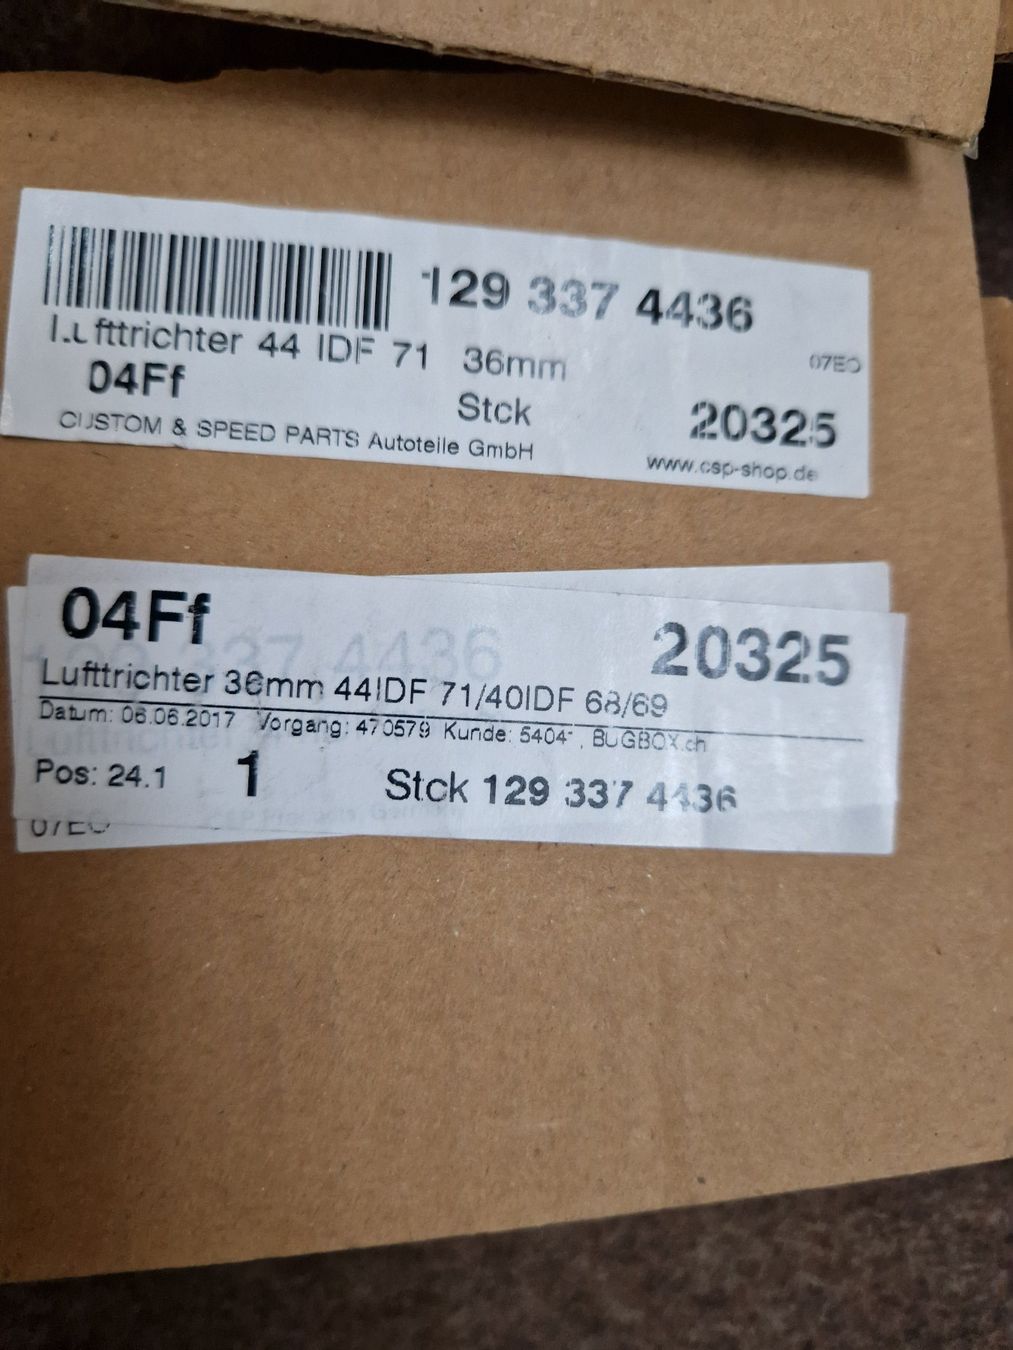 129 337 4436
Lufttrichter 44 IDF 71 36mm
07EO
04Ff Stck 20325
CUSTOM & SPEED PARTS Autoteile GmbH
www.csp-shop.de
04Ff 20325
Lufttrichter 36mm 44IDF 71/40IDF 68/69
Datum: 06.06.2017 Vorgang: 470579 Kunde: 5404 , BUGBOX.ch
Pos: 24.1 1 Stck 129 337 4436
07EO